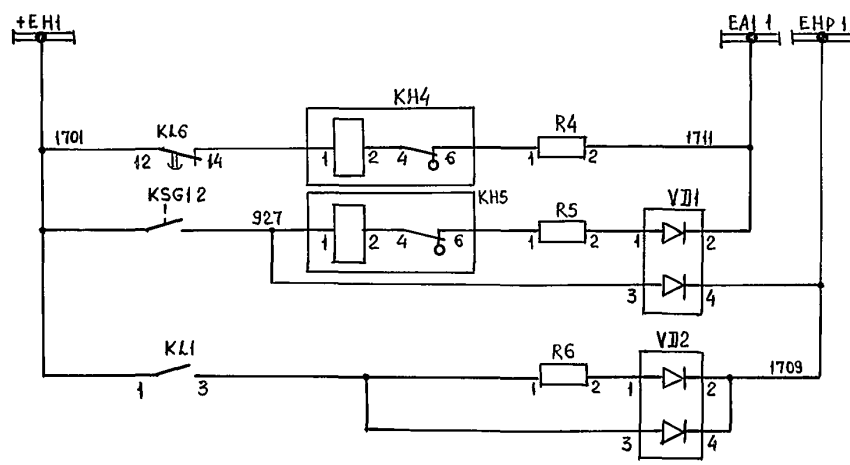 +EH1 EA1 1 EHP 1
KH4
1701 KL6 R4 1711
12 14 1 2 4 6 1 2
KSG1 2 KH5 VD1
927 R5
1 2 4 6 1 2 1 2
3 4
KL1 R6 VD2
1709
1 3 1 2 1 2
3 4